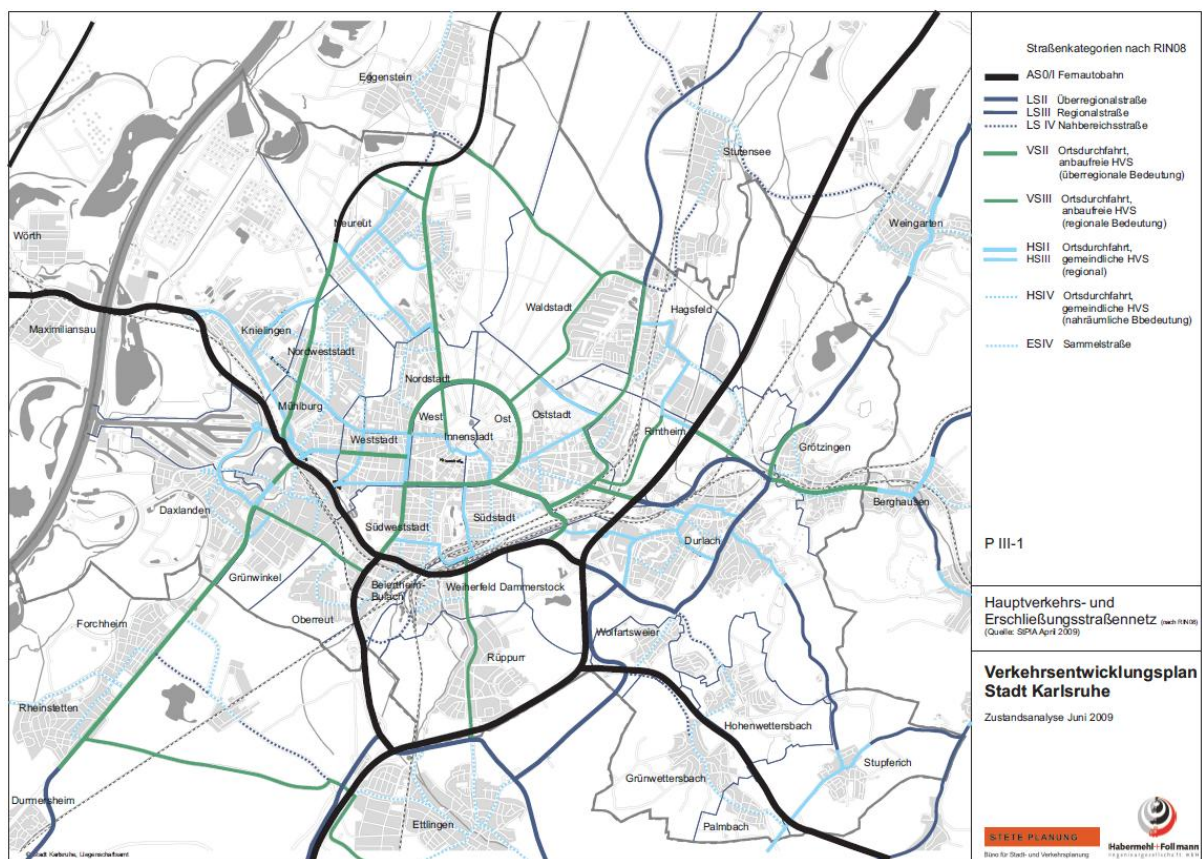 Eggenstein
Stutensee
Weingarten
Neureut
Wörth
Waldstadt
Hagsfeld
Maximiliansau
Knielingen
Nordweststadt
Nordstadt
Mühlburg
West
Ost
Oststadt
Weststadt
Innenstadt
Rintheim
Grötzingen
Daxlanden
Berghausen
Südweststadt
Südstadt
Durlach
Grünwinkel
Beiertheim-
Bulach
Weiherfeld Dammerstock
Oberreut
Forchheim
Wolfartsweier
Rüppurr
Rheinstetten
Hohenwettersbach
Stupferich
Grünwettersbach
Durmersheim
Ettlingen
Palmbach
© Stadt Karlsruhe, Liegenschaftsamt
Straßenkategorien nach RIN08
AS0/I Fernautobahn
LSII Überregionalstraße
LSIII Regionalstraße
LS IV Nahbereichsstraße
VSII Ortsdurchfahrt,
anbaufreie HVS
(überregionale Bedeutung)
VSIII Ortsdurchfahrt,
anbaufreie HVS
(regionale Bedeutung)
HSII Ortsdurchfahrt,
HSIII gemeindliche HVS
(regional)
HSIV Ortsdurchfahrt,
gemeindliche HVS
(nahräumliche Bbedeutung)
ESIV Sammelstraße
P III-1
Hauptverkehrs- und
Erschließungsstraßennetz (nach RIN08)
(Quelle: StPlA April 2009)
Verkehrsentwicklungsplan
Stadt Karlsruhe
Zustandsanalyse Juni 2009
STETE PLANUNG
Büro für Stadt- und Verkehrsplanung
Habermehl+Follmann
Ingenieurgesellschaft mbH